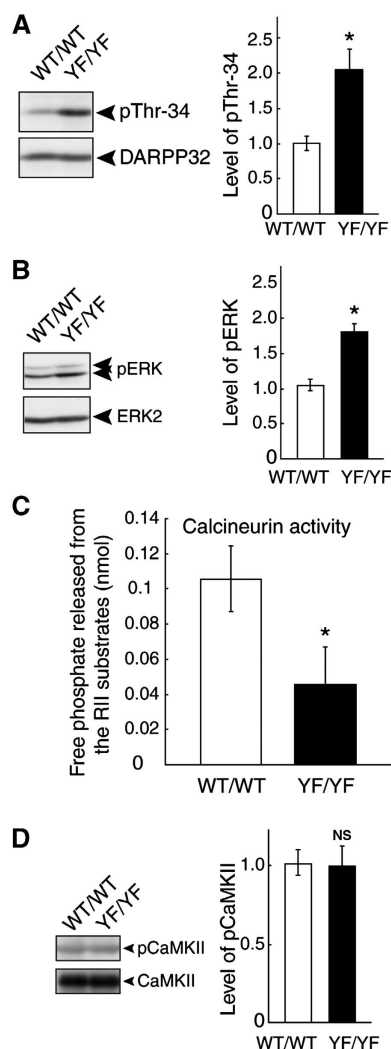 A
WT/WT
YF/YF
pThr-34
DARPP32
Level of pThr-34
2.5
2.0
1.5
1.0
0.5
0
*
WT/WT YF/YF
B
WT/WT
YF/YF
pERK
ERK2
Level of pERK
2.0
1.5
1.0
0.5
0
*
WT/WT YF/YF
C
Calcineurin activity
Free phosphate released from
the RII substrates (nmol)
0.14
0.12
0.1
0.08
0.06
0.04
0.02
0
*
WT/WT YF/YF
D
WT/WT
YF/YF
pCaMKII
CaMKII
Level of pCaMKII
1.0
0.5
0
NS
WT/WT YF/YF